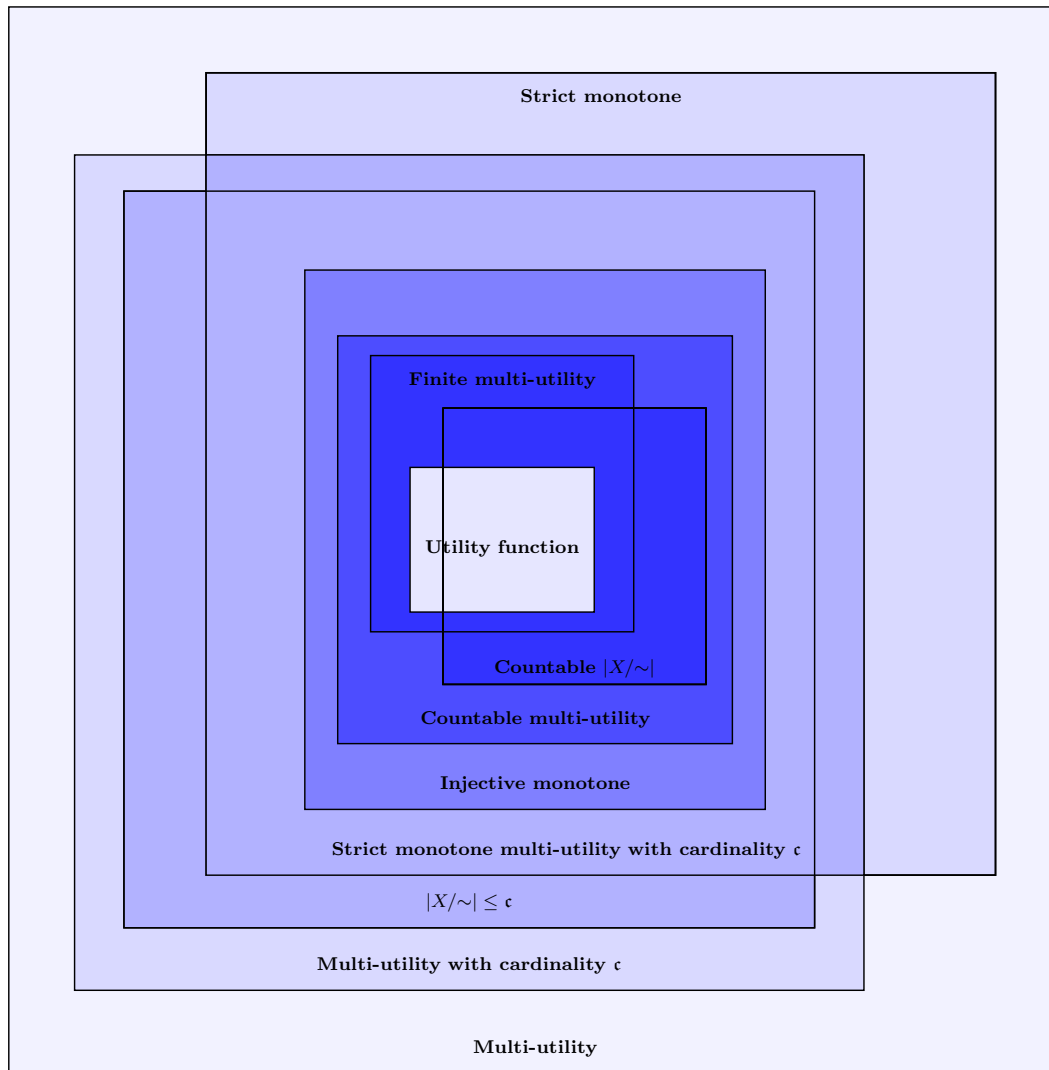 Strict monotone
Finite multi-utility
Utility function
Countable |X/∼|
Countable multi-utility
Injective monotone
Strict monotone multi-utility with cardinality 𝔠
|X/∼| ≤ 𝔠
Multi-utility with cardinality 𝔠
Multi-utility